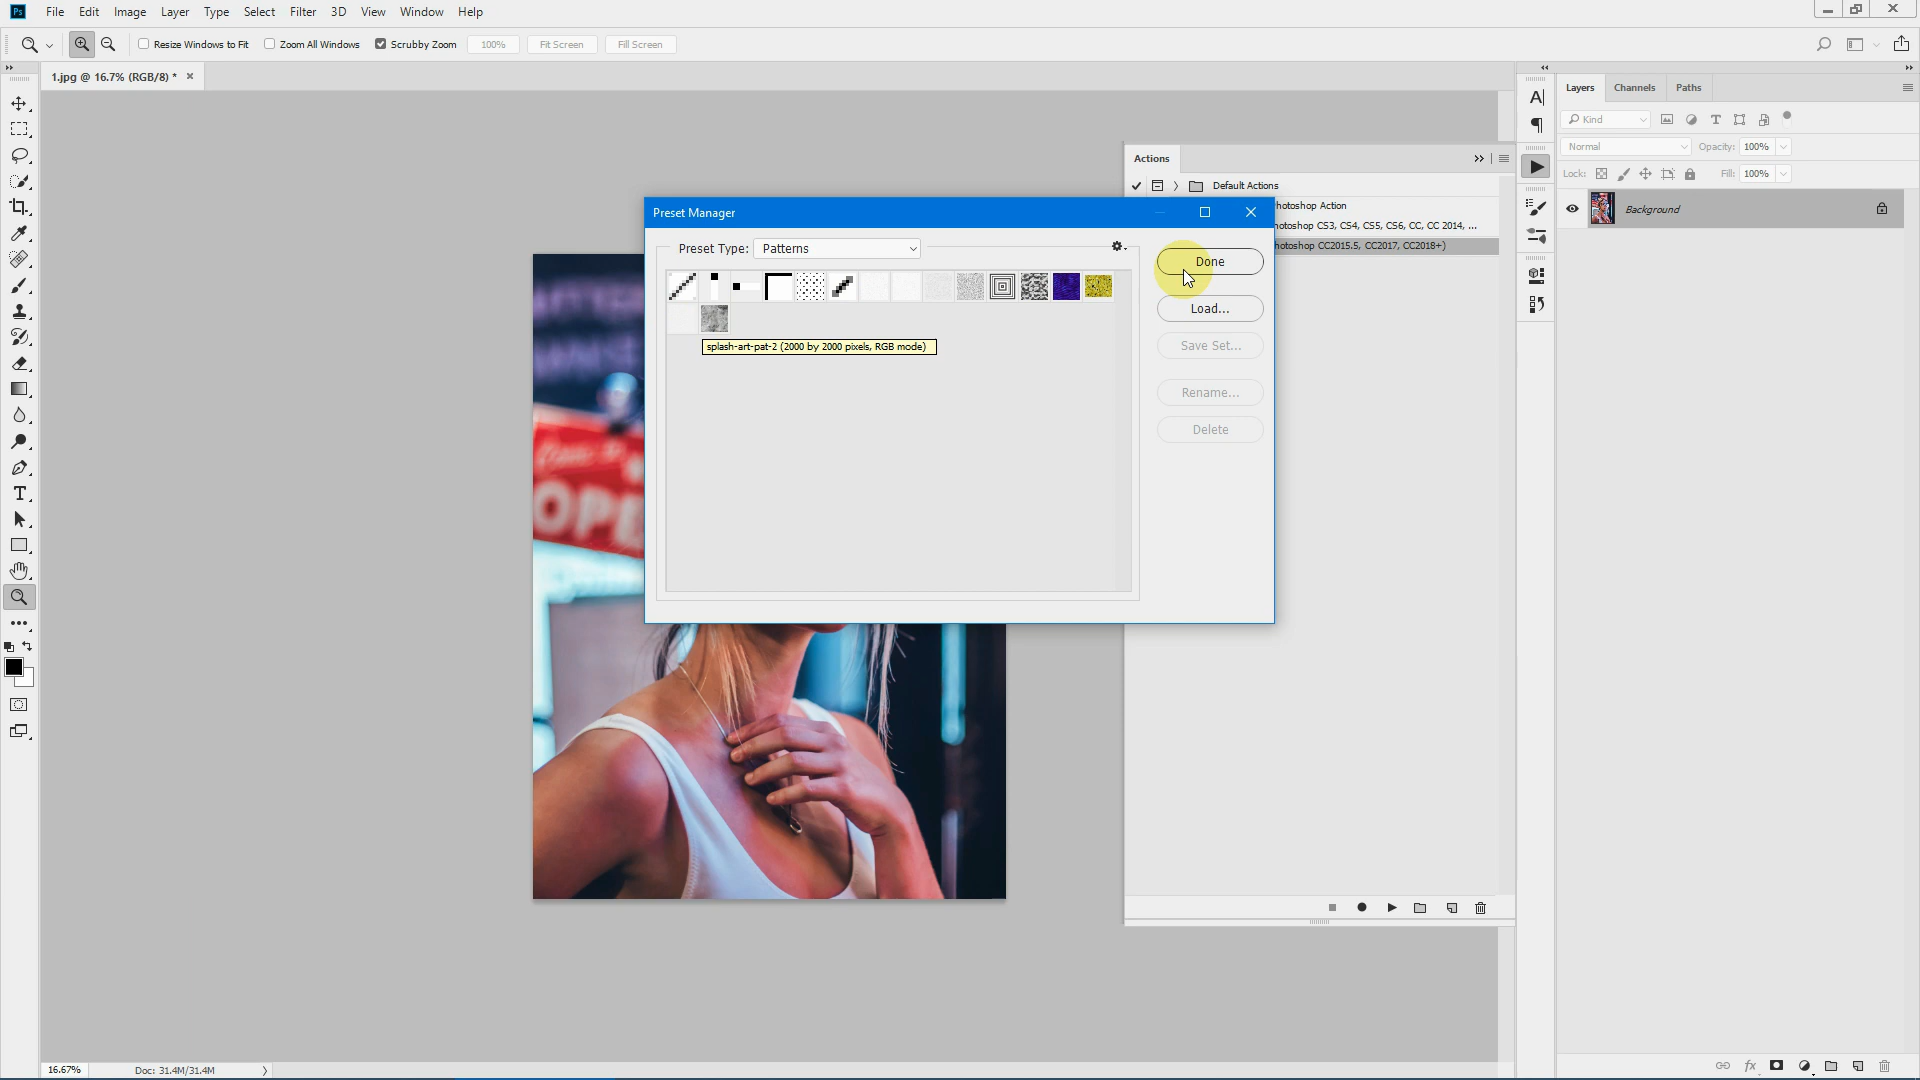 Ps File Edit Image Layer Type Select Filter 3D View Window Help
Resize Windows to Fit Zoom All Windows Scrubby Zoom 100% Fit Screen Fill Screen
1.jpg @ 16.7% (RGB/8) *
Layers Channels Paths
Kind
Normal Opacity: 100%
Lock: Fill: 100%
Background
Actions
Default Actions
hotoshop Action
hotoshop CS3, CS4, CS5, CS6, CC, CC 2014, ...
hotoshop CC2015.5, CC2017, CC2018+)
Preset Manager
Preset Type: Patterns
Done
Load...
Save Set...
Rename...
Delete
splash-art-pat-2 (2000 by 2000 pixels, RGB mode)
OPE
16.67% Doc: 31.4M/31.4M